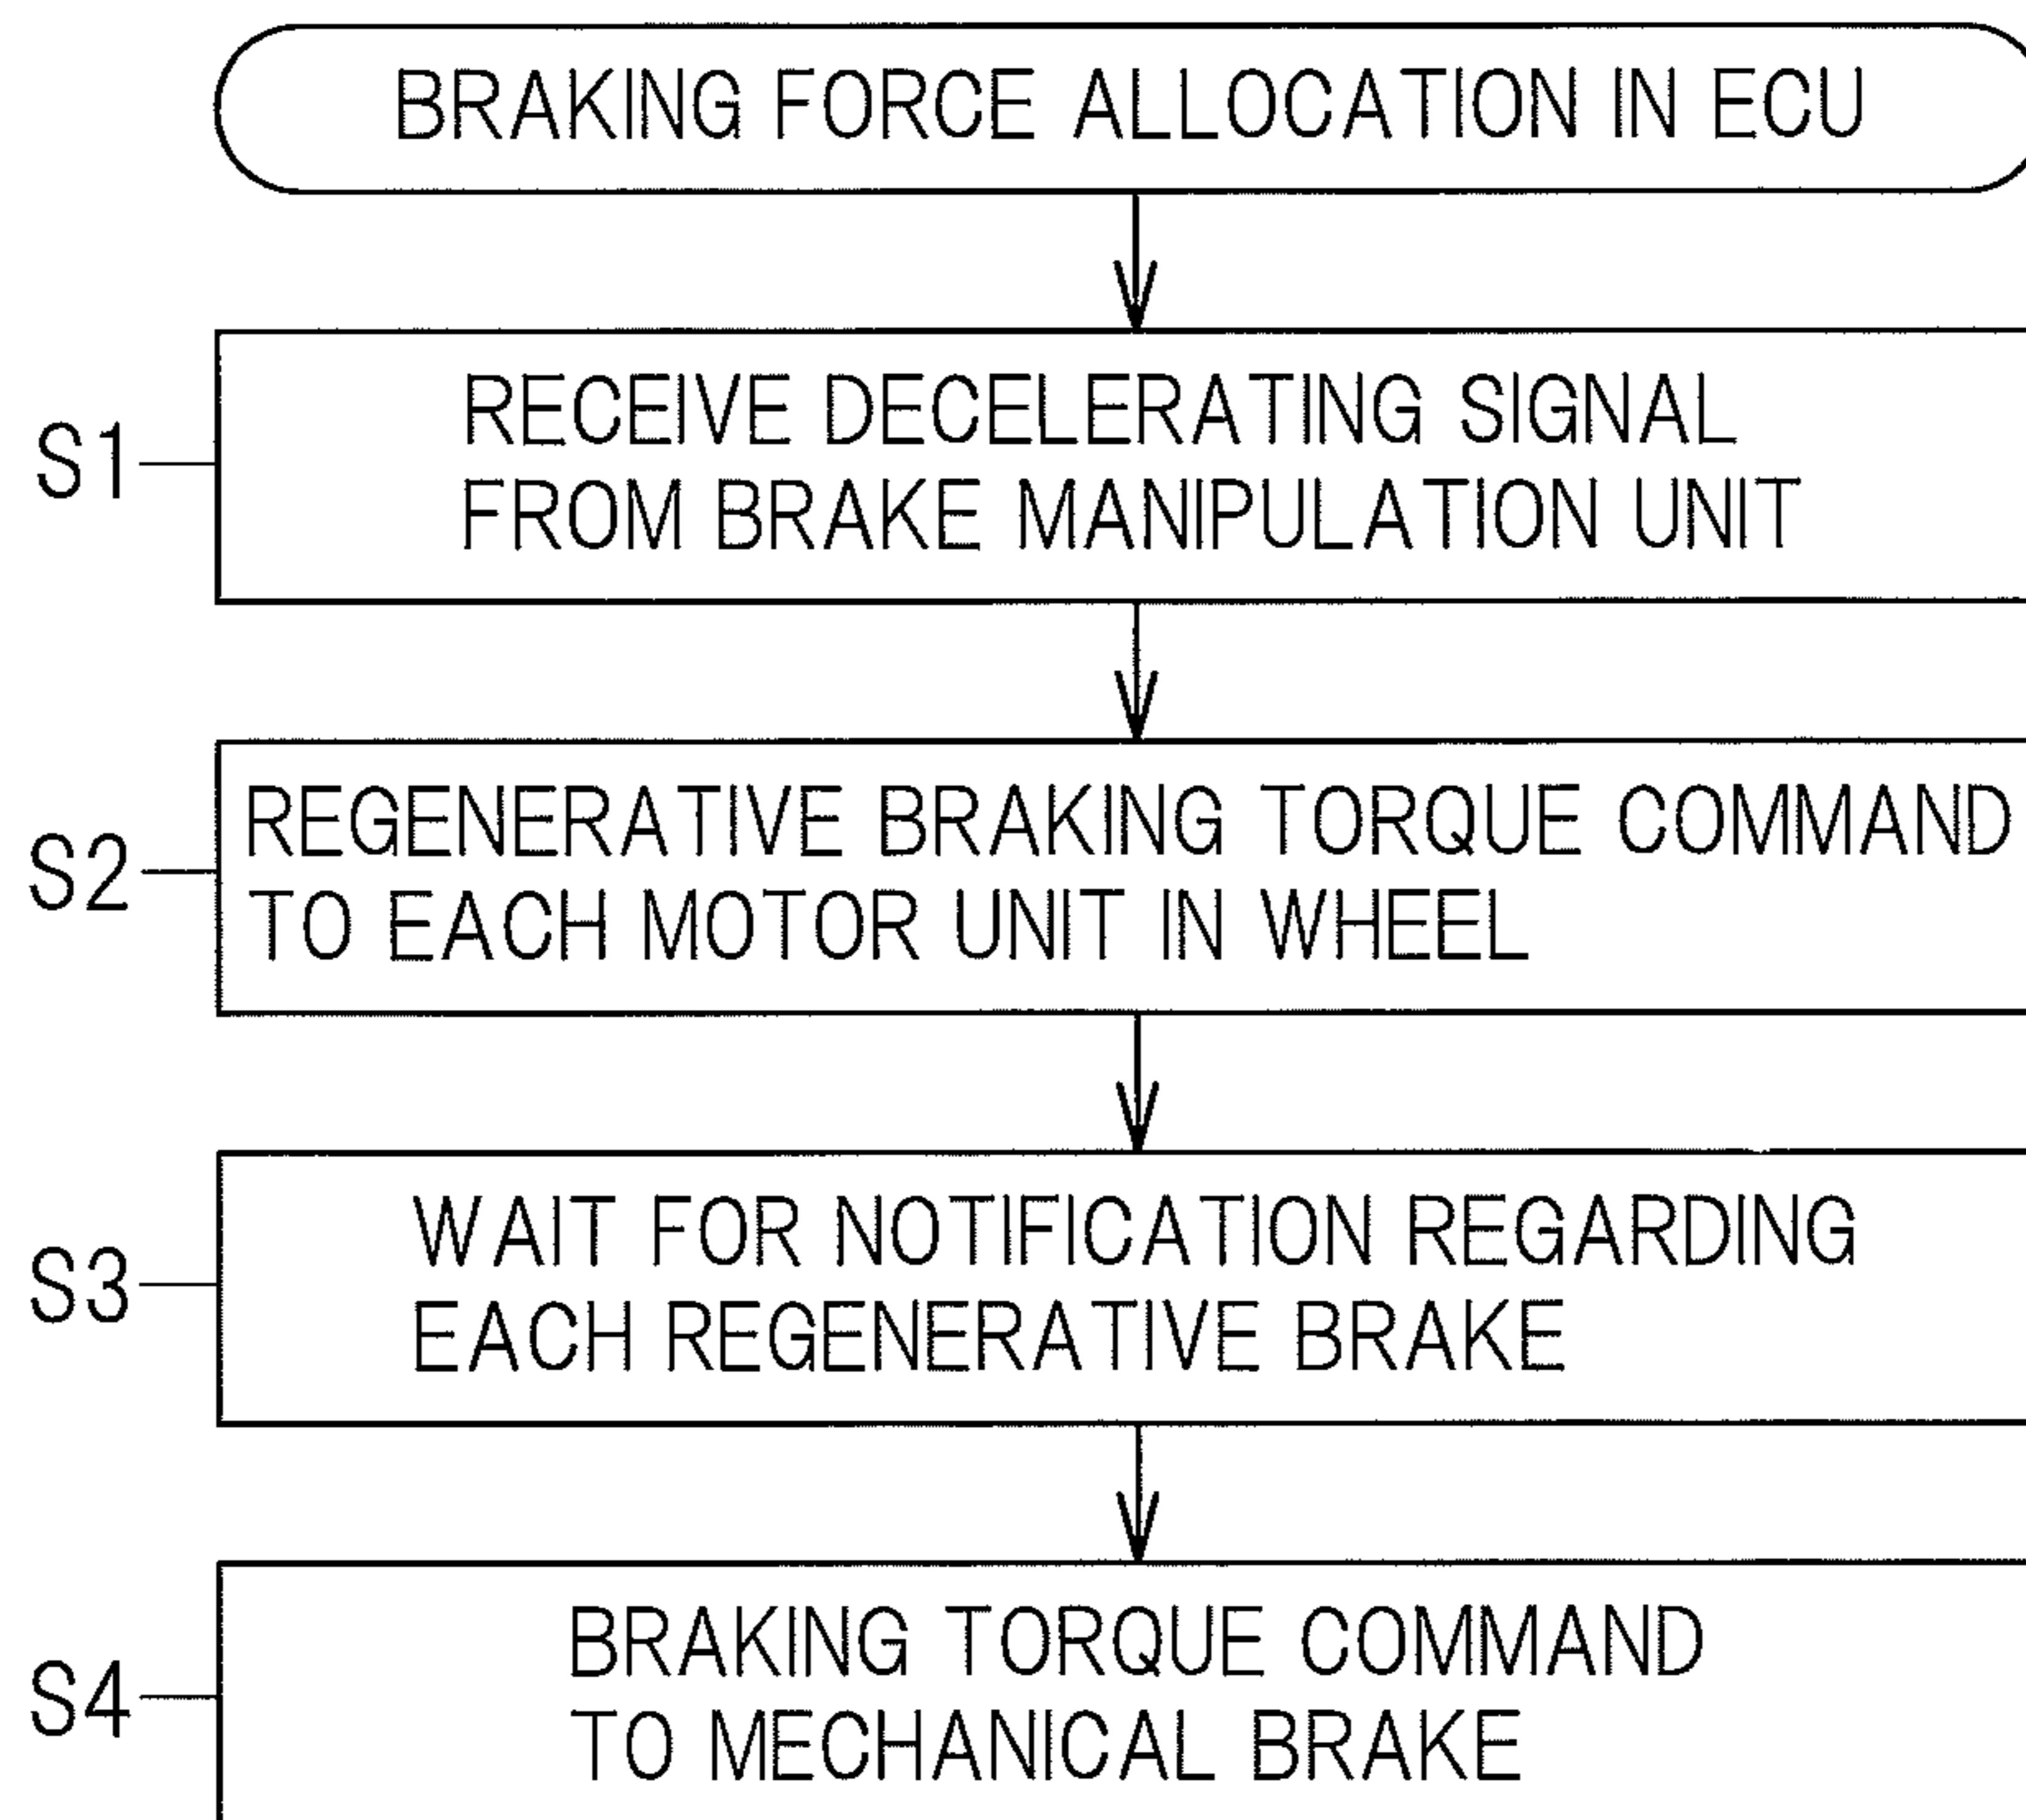 BRAKING FORCE ALLOCATION IN ECU
S1
RECEIVE DECELERATING SIGNAL
FROM BRAKE MANIPULATION UNIT
S2
REGENERATIVE BRAKING TORQUE COMMAND
TO EACH MOTOR UNIT IN WHEEL
S3
WAIT FOR NOTIFICATION REGARDING
EACH REGENERATIVE BRAKE
S4
BRAKING TORQUE COMMAND
TO MECHANICAL BRAKE